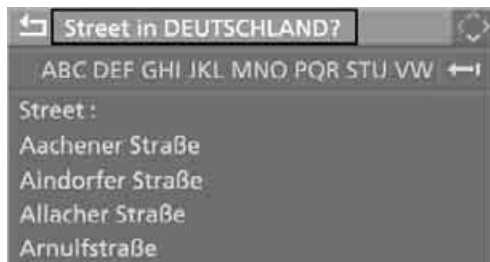 Street in DEUTSCHLAND?
ABC DEF GHI JKL MNO PQR STU VW
Street :
Aachener Straße
Aindorfer Straße
Allacher Straße
Arnulfstraße